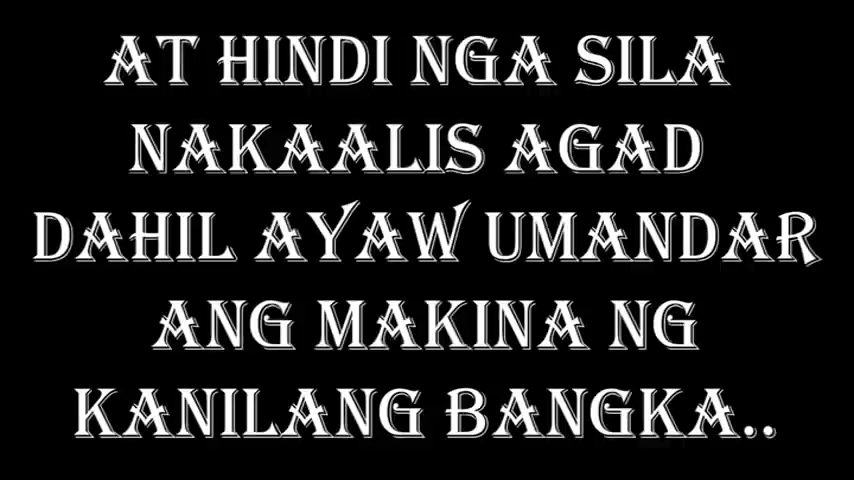 AT HINDI NGA SILA
NAKAALIS AGAD
DAHIL AYAW UMANDAR
ANG MAKINA NG
KANILANG BANGKA..